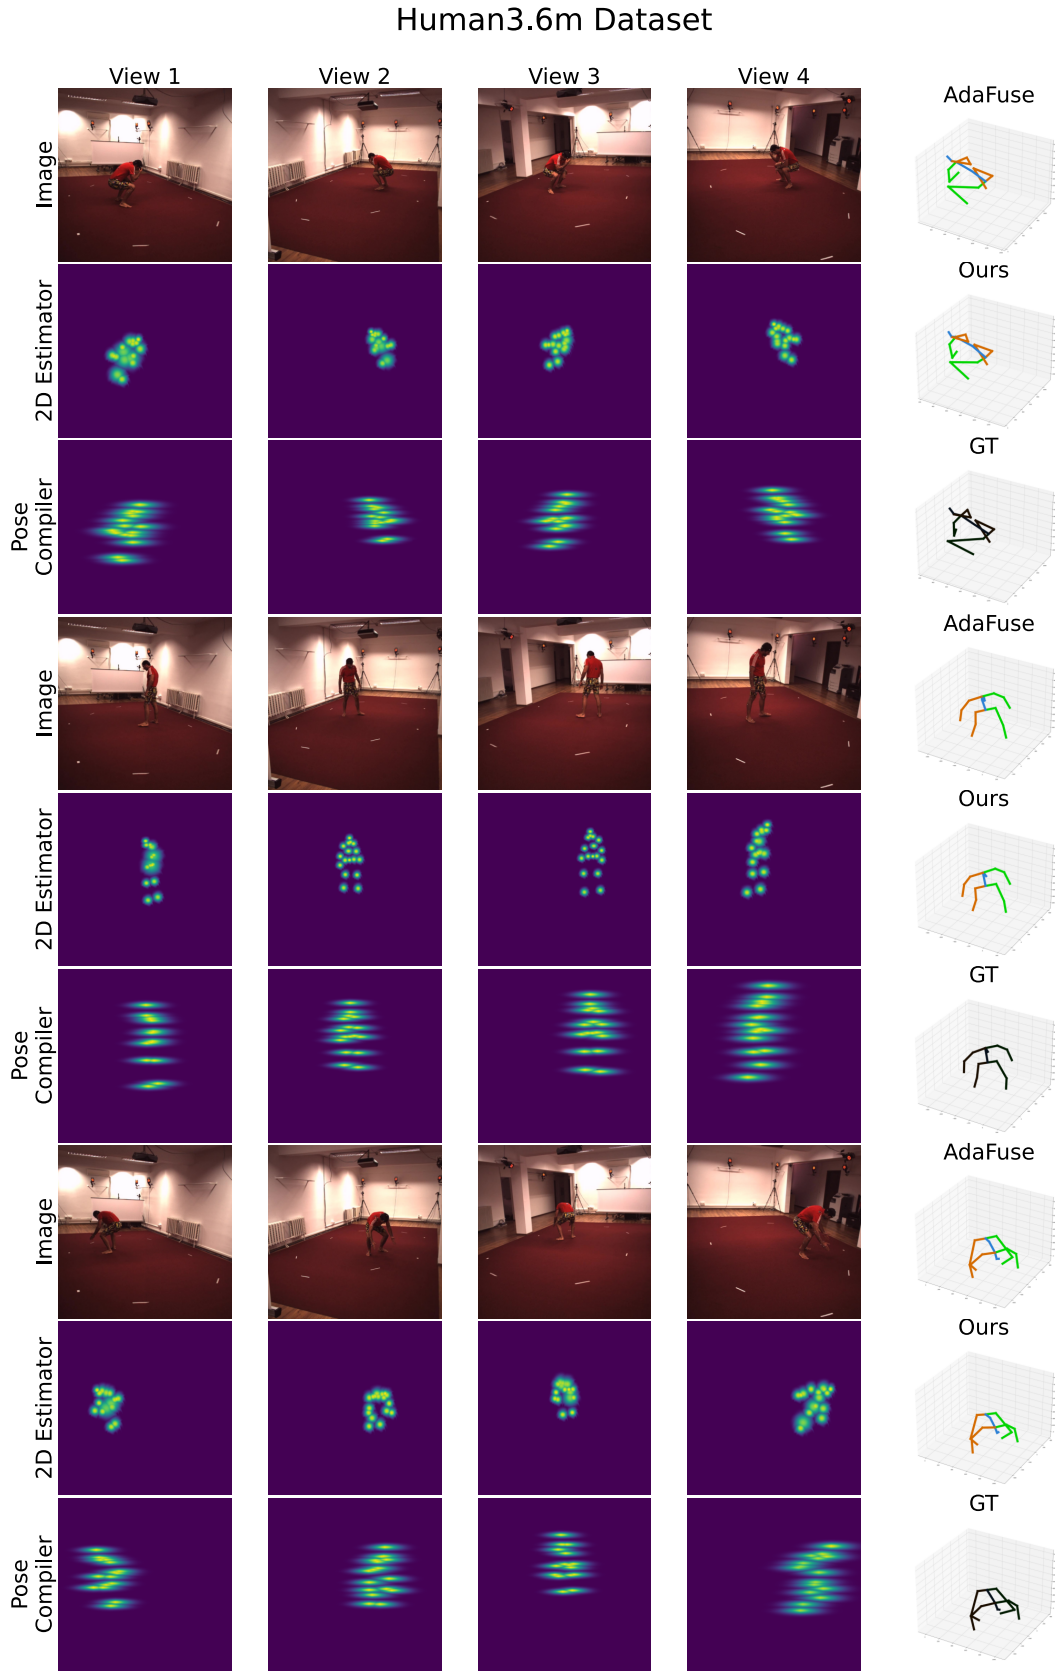 Human3.6m Dataset
View 1
View 2
View 3
View 4
Image
AdaFuse
2D Estimator
Ours
Pose
Compiler
GT
Image
AdaFuse
2D Estimator
Ours
Pose
Compiler
GT
Image
AdaFuse
2D Estimator
Ours
Pose
Compiler
GT